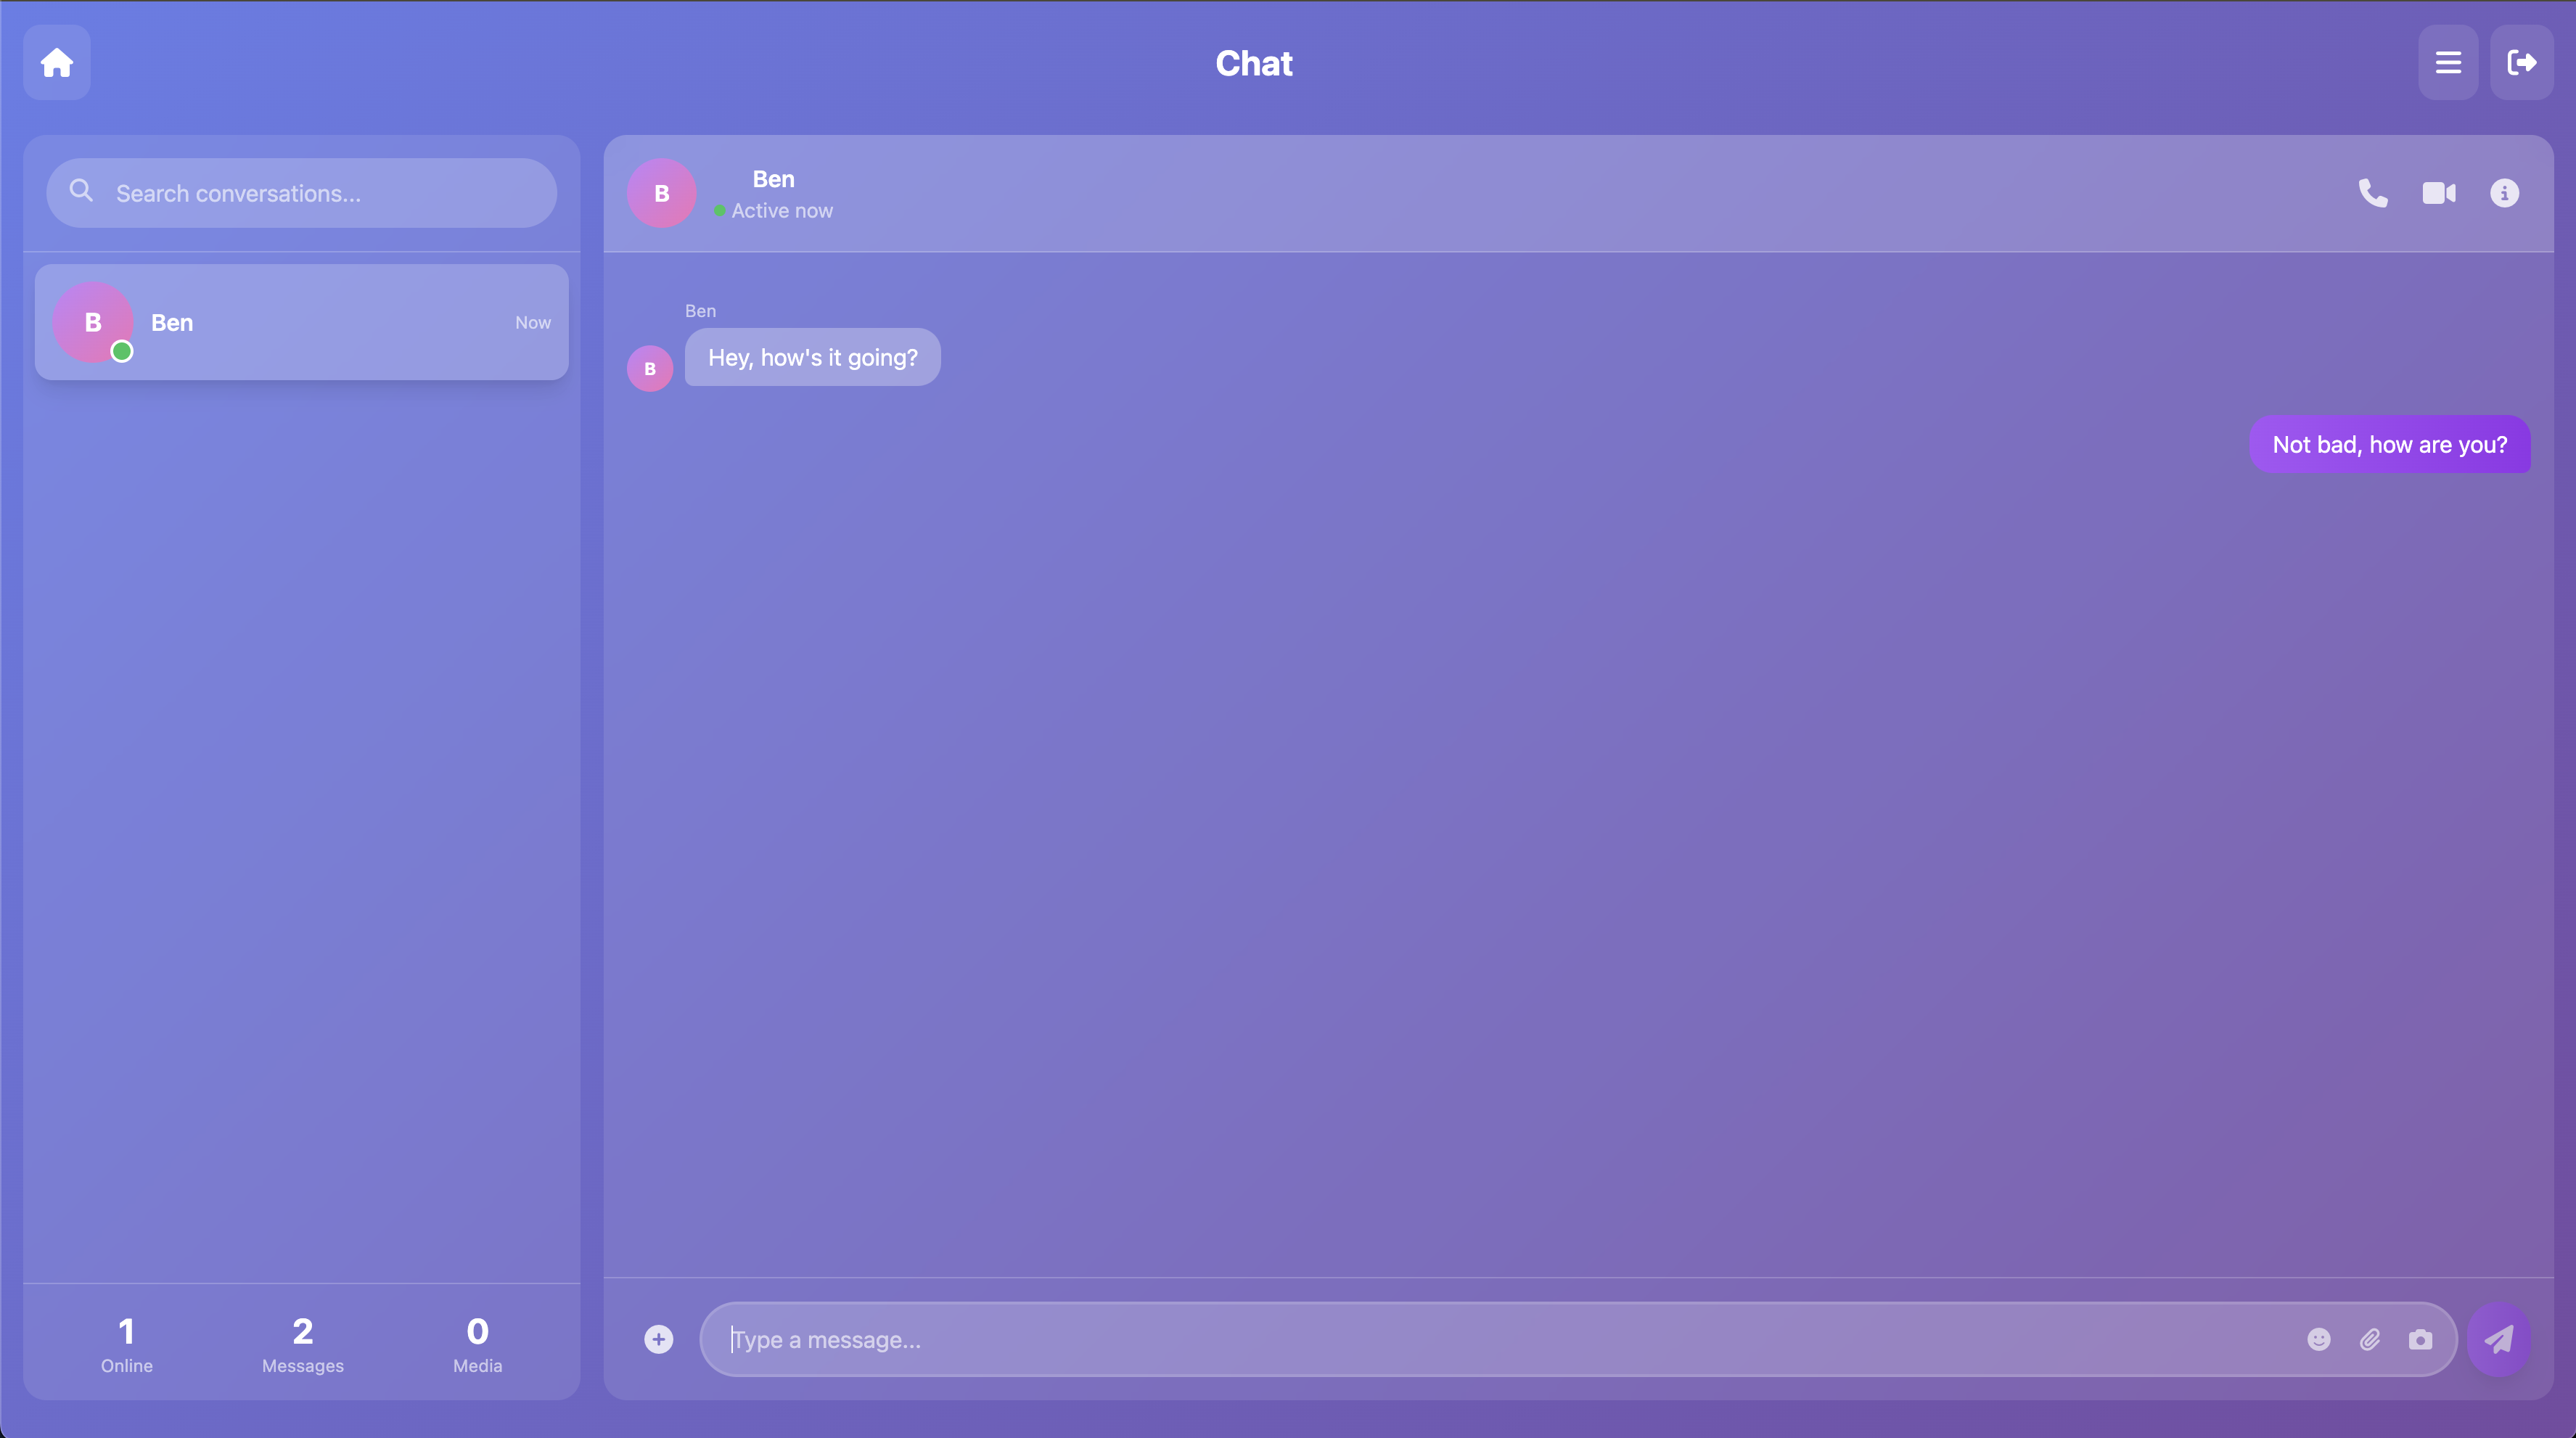 Chat
Search conversations...
B
Ben
Now
1
Online
2
Messages
0
Media
B
Ben
Active now
Ben
B
Hey, how's it going?
Not bad, how are you?
Type a message...